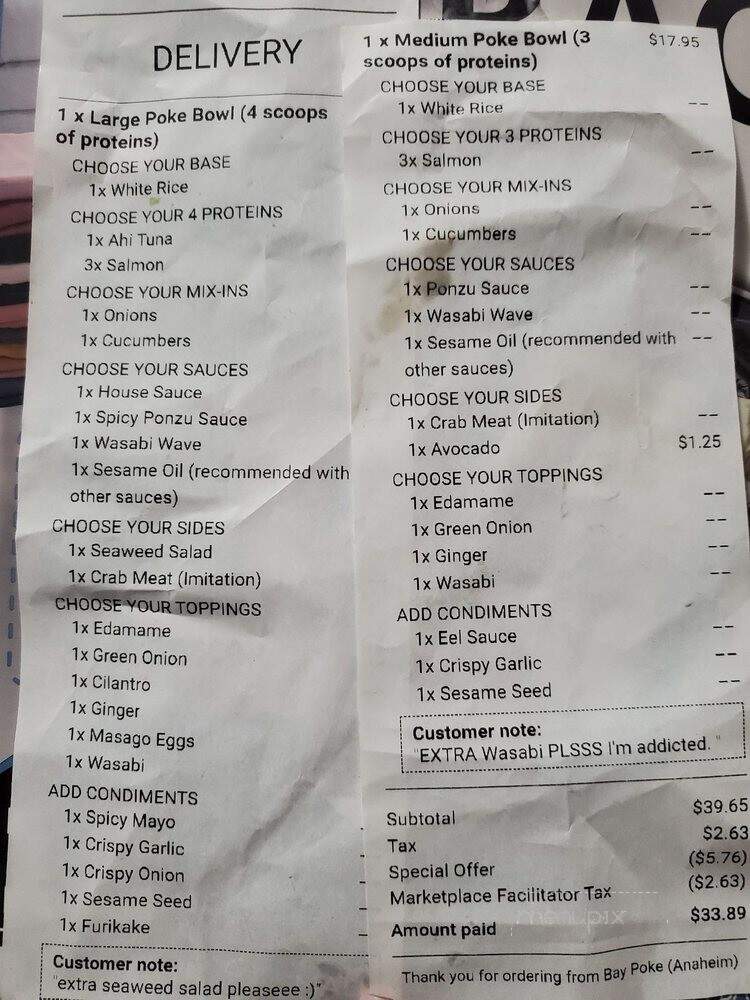 DELIVERY
1 x Large Poke Bowl (4 scoops
of proteins)
CHOOSE YOUR BASE
1x White Rice
CHOOSE YOUR 4 PROTEINS
1x Ahi Tuna
3x Salmon
CHOOSE YOUR MIX-INS
1x Onions
1x Cucumbers
CHOOSE YOUR SAUCES
1x House Sauce
1x Spicy Ponzu Sauce
1x Wasabi Wave
1x Sesame Oil (recommended with
other sauces)
CHOOSE YOUR SIDES
1x Seaweed Salad
1x Crab Meat (Imitation)
CHOOSE YOUR TOPPINGS
1x Edamame
1x Green Onion
1x Cilantro
1x Ginger
1x Masago Eggs
1x Wasabi
ADD CONDIMENTS
1x Spicy Mayo
1x Crispy Garlic
1x Crispy Onion
1x Sesame Seed
1x Furikake
Customer note:
"extra seaweed salad pleaseee :)"
1 x Medium Poke Bowl (3 $17.95
scoops of proteins)
CHOOSE YOUR BASE
1x White Rice --
CHOOSE YOUR 3 PROTEINS
3x Salmon --
CHOOSE YOUR MIX-INS
1x Onions --
1x Cucumbers --
CHOOSE YOUR SAUCES
1x Ponzu Sauce --
1x Wasabi Wave --
1x Sesame Oil (recommended with --
other sauces)
CHOOSE YOUR SIDES
1x Crab Meat (Imitation) --
1x Avocado $1.25
CHOOSE YOUR TOPPINGS
1x Edamame --
1x Green Onion --
1x Ginger --
1x Wasabi --
ADD CONDIMENTS
1x Eel Sauce --
1x Crispy Garlic --
1x Sesame Seed --
Customer note:
"EXTRA Wasabi PLSSS I'm addicted. "
Subtotal $39.65
Tax $2.63
Special Offer ($5.76)
Marketplace Facilitator Tax ($2.63)
Amount paid $33.89
Thank you for ordering from Bay Poke (Anaheim)